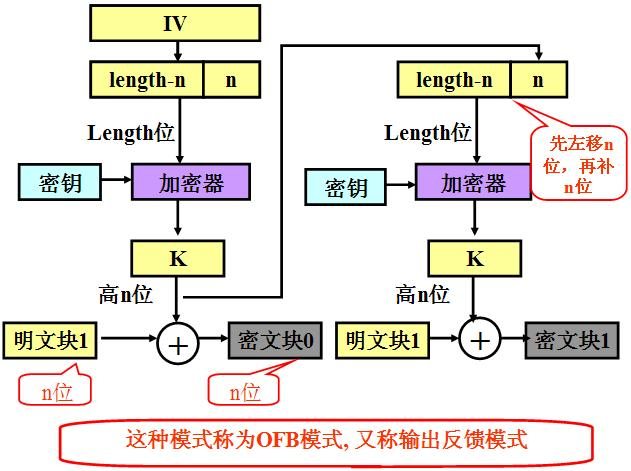 IV
length-n n length-n n
Length位 Length位
先左移n
位，再补
n位
密钥 加密器 密钥 加密器
K K
高n位 高n位
明文块1 + 密文块0 明文块1 + 密文块1
n位 n位
这种模式称为OFB模式, 又称输出反馈模式